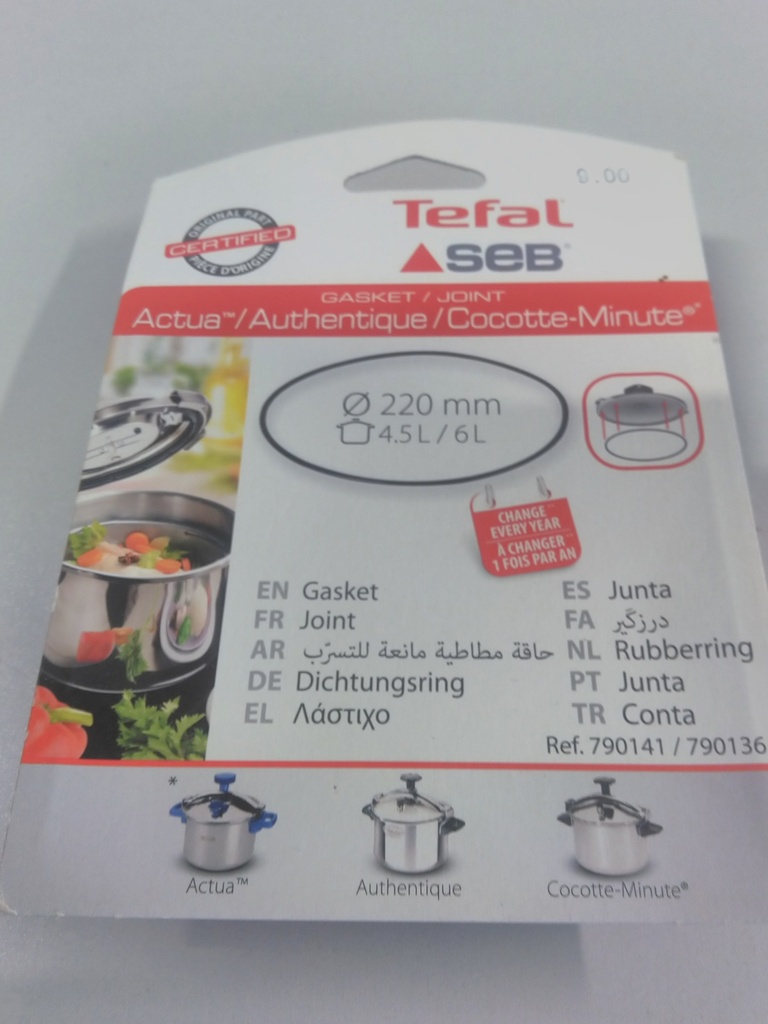 9.00
ORIGINAL PART
CERTIFIED
PIÈCE D'ORIGINE
Tefal
SEB®
GASKET / JOINT
Actua™/Authentique/Cocotte-Minute®*
Ø 220 mm
4.5 L / 6 L
CHANGE
EVERY YEAR
À CHANGER
1 FOIS PAR AN
EN Gasket
FR Joint
AR حاقة مطاطية مانعة للتسرّب
DE Dichtungsring
EL Λάστιχο
ES Junta
FA درزگیر
NL Rubberring
PT Junta
TR Conta
Ref. 790141 / 790136
*
Actua™
Authentique
Cocotte-Minute®